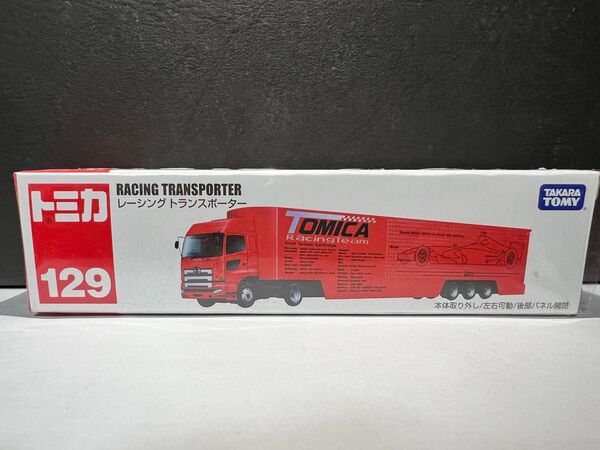 トミカ
129
RACING TRANSPORTER
レーシング トランスポーター
TOMICA
Racing Team
TAKARA
TOMY
本体取り外し/左右可動/後部パネル開閉